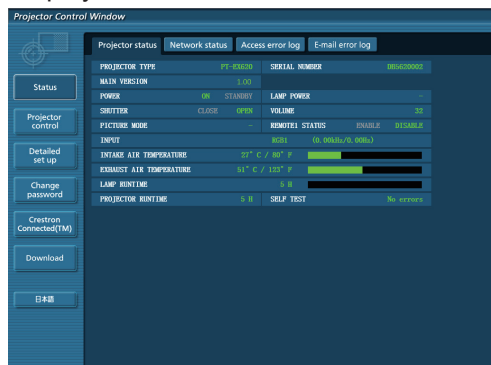 Projector Control Window
Projector status Network status Access error log E-mail error log
PROJECTOR TYPE PT-EX620 SERIAL NUMBER DB5620002
MAIN VERSION 1.00
POWER ON STANDBY LAMP POWER --
SHUTTER CLOSE OPEN VOLUME 32
PICTURE MODE -- REMOTE1 STATUS ENABLE DISABLE
INPUT RGB1 (0.00kHz/0.00Hz)
INTAKE AIR TEMPERATURE 27° C / 80° F
EXHAUST AIR TEMPERATURE 51° C / 123° F
LAMP RUNTIME 5 H
PROJECTOR RUNTIME 5 H SELF TEST No errors
Status
Projector
control
Detailed
set up
Change
password
Crestron
Connected(TM)
Download
日本語